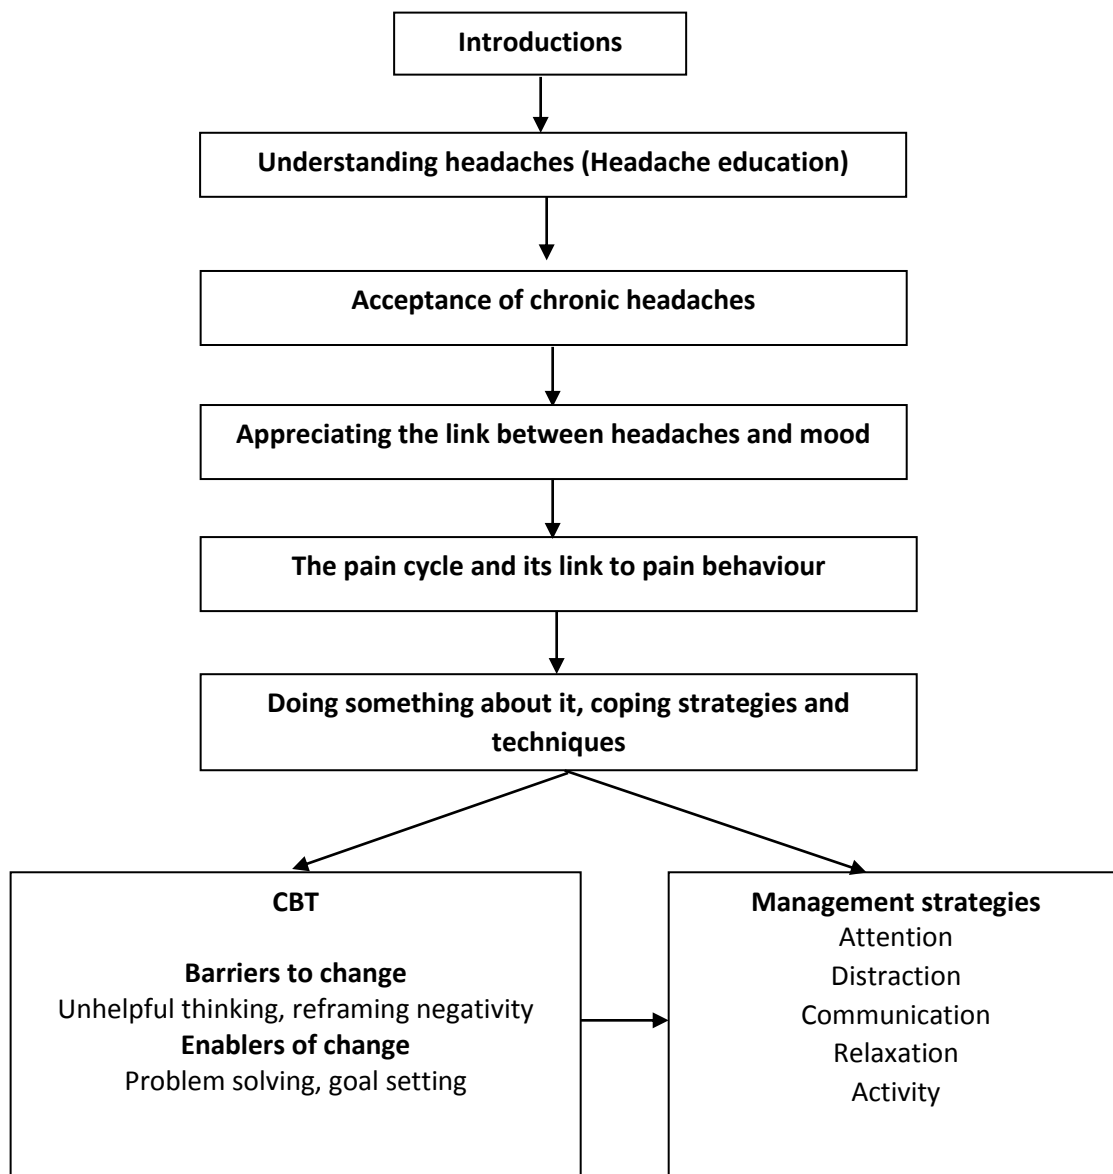 Introductions
Understanding headaches (Headache education)
Acceptance of chronic headaches
Appreciating the link between headaches and mood
The pain cycle and its link to pain behaviour
Doing something about it, coping strategies and
techniques
CBT
Barriers to change
Unhelpful thinking, reframing negativity
Enablers of change
Problem solving, goal setting
Management strategies
Attention
Distraction
Communication
Relaxation
Activity